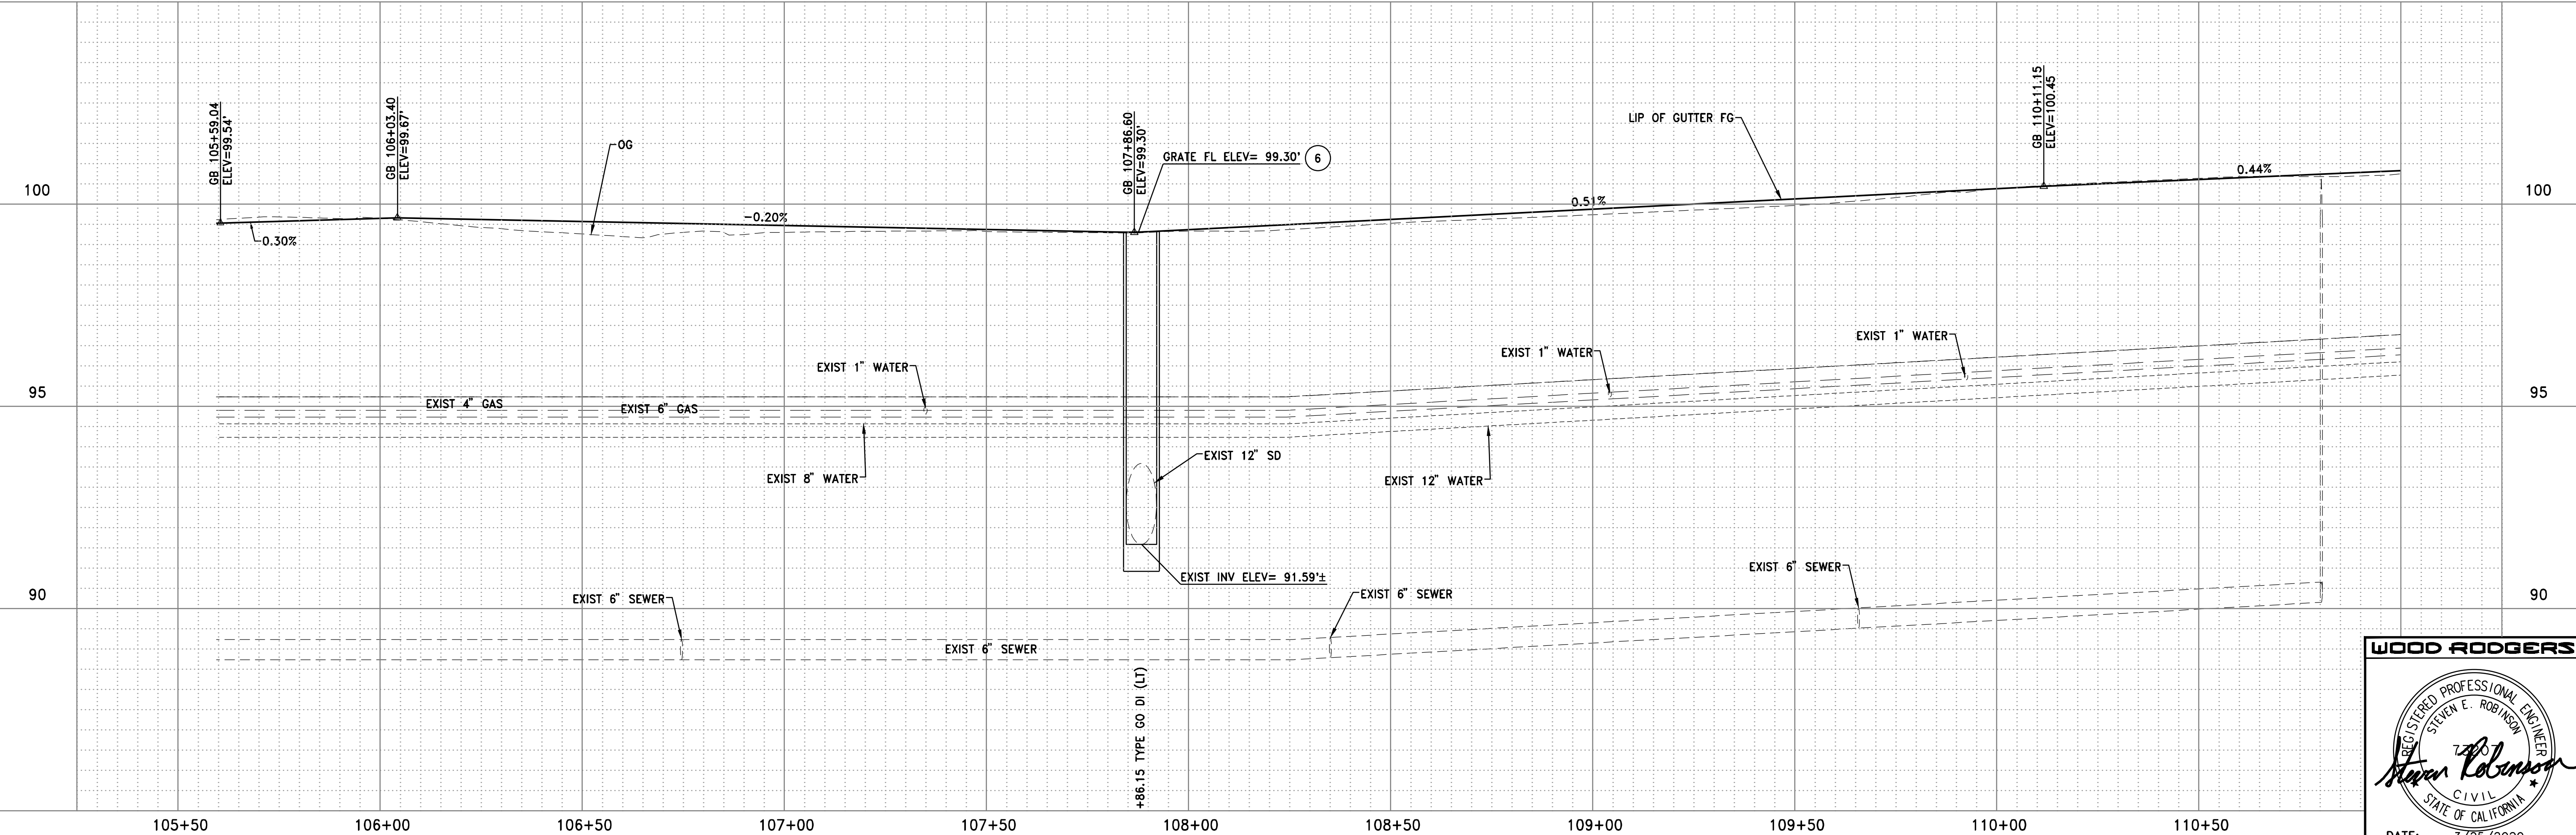 GB 105+59.04
ELEV=99.54'
GB 106+03.40
ELEV=99.67'
OG
GB 107+86.60
ELEV=99.30'
GRATE FL ELEV= 99.30'
6
LIP OF GUTTER FG
GB 110+11.15
ELEV=100.45
100
100
0.30%
-0.20%
0.51%
0.44%
EXIST 1" WATER
EXIST 1" WATER
EXIST 1" WATER
95
95
EXIST 4" GAS
EXIST 6" GAS
EXIST 8" WATER
EXIST 12" SD
EXIST 12" WATER
EXIST INV ELEV= 91.59'±
90
90
EXIST 6" SEWER
EXIST 6" SEWER
EXIST 6" SEWER
EXIST 6" SEWER
+86.15 TYPE GO DI (LT)
WOOD RODGERS
REGISTERED PROFESSIONAL ENGINEER
STEVEN E. ROBINSON
Steven Robinson
CIVIL
STATE OF CALIFORNIA
DATE:
105+50
106+00
106+50
107+00
107+50
108+00
108+50
109+00
109+50
110+00
110+50